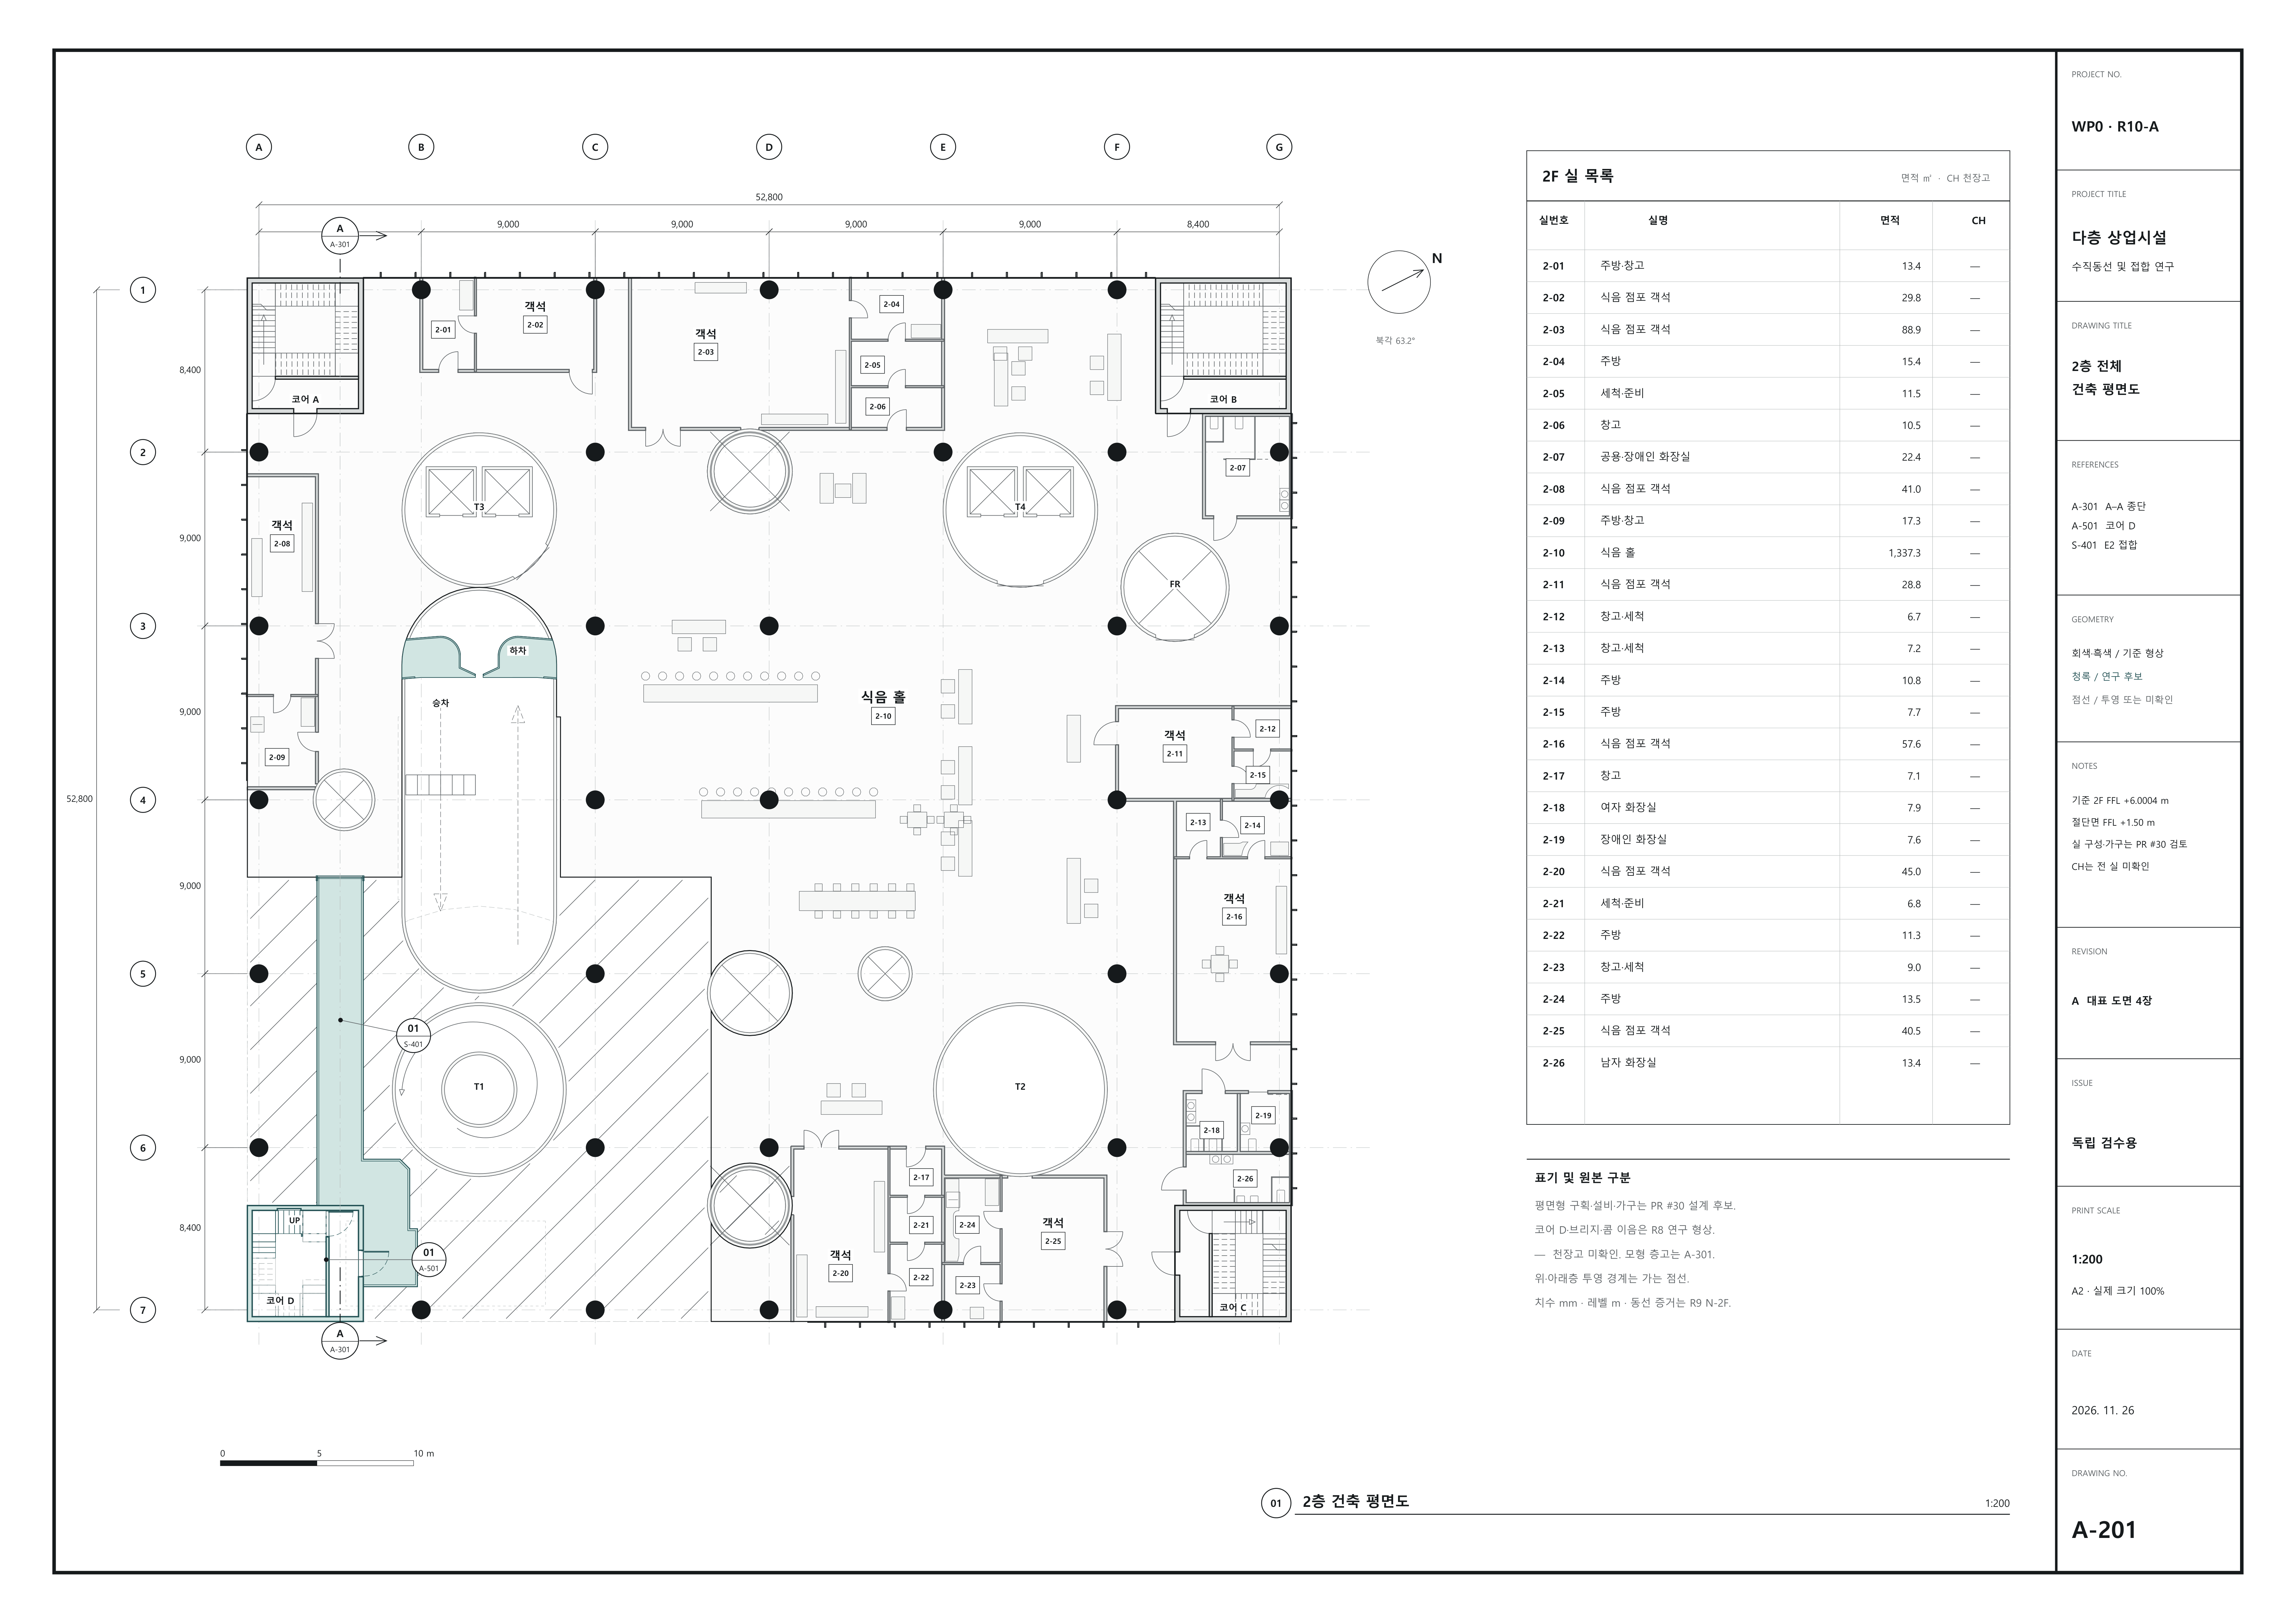 A
B
C
D
E
F
G
52,800
9,000
9,000
9,000
9,000
8,400
A
A-301
1
2
3
4
5
6
7
52,800
8,400
9,000
9,000
9,000
9,000
8,400
N
북각 63.2°
코어 A
2-01
객석
2-02
객석
2-03
2-04
2-05
2-06
코어 B
2-07
T3
T4
객석
2-08
FR
하차
승차
식음 홀
2-10
2-09
객석
2-11
2-12
2-15
2-13
2-14
객석
2-16
01
S-401
T1
T2
2-19
2-18
2-17
2-26
UP
2-21
2-24
객석
2-25
01
A-501
객석
2-20
2-22
2-23
코어 D
코어 C
A
A-301
0
5
10 m
01
2층 건축 평면도
1:200
2F 실 목록
면적 ㎡ · CH 천장고
실번호 실명 면적 CH
2-01 주방·창고 13.4 —
2-02 식음 점포 객석 29.8 —
2-03 식음 점포 객석 88.9 —
2-04 주방 15.4 —
2-05 세척·준비 11.5 —
2-06 창고 10.5 —
2-07 공용·장애인 화장실 22.4 —
2-08 식음 점포 객석 41.0 —
2-09 주방·창고 17.3 —
2-10 식음 홀 1,337.3 —
2-11 식음 점포 객석 28.8 —
2-12 창고·세척 6.7 —
2-13 창고·세척 7.2 —
2-14 주방 10.8 —
2-15 주방 7.7 —
2-16 식음 점포 객석 57.6 —
2-17 창고 7.1 —
2-18 여자 화장실 7.9 —
2-19 장애인 화장실 7.6 —
2-20 식음 점포 객석 45.0 —
2-21 세척·준비 6.8 —
2-22 주방 11.3 —
2-23 창고·세척 9.0 —
2-24 주방 13.5 —
2-25 식음 점포 객석 40.5 —
2-26 남자 화장실 13.4 —
표기 및 원본 구분
평면형 구획·설비·가구는 PR #30 설계 후보.
코어 D·브리지·콤 이음은 R8 연구 형상.
— 천장고 미확인. 모형 층고는 A-301.
위·아래층 투영 경계는 가는 점선.
치수 mm · 레벨 m · 동선 증거는 R9 N-2F.
PROJECT NO.
WP0 · R10-A
PROJECT TITLE
다층 상업시설
수직동선 및 접합 연구
DRAWING TITLE
2층 전체
건축 평면도
REFERENCES
A-301 A–A 종단
A-501 코어 D
S-401 E2 접합
GEOMETRY
회색·흑색 / 기준 형상
청록 / 연구 후보
점선 / 투영 또는 미확인
NOTES
기준 2F FFL +6.0004 m
절단면 FFL +1.50 m
실 구성·가구는 PR #30 검토
CH는 전 실 미확인
REVISION
A 대표 도면 4장
ISSUE
독립 검수용
PRINT SCALE
1:200
A2 · 실제 크기 100%
DATE
2026. 11. 26
DRAWING NO.
A-201